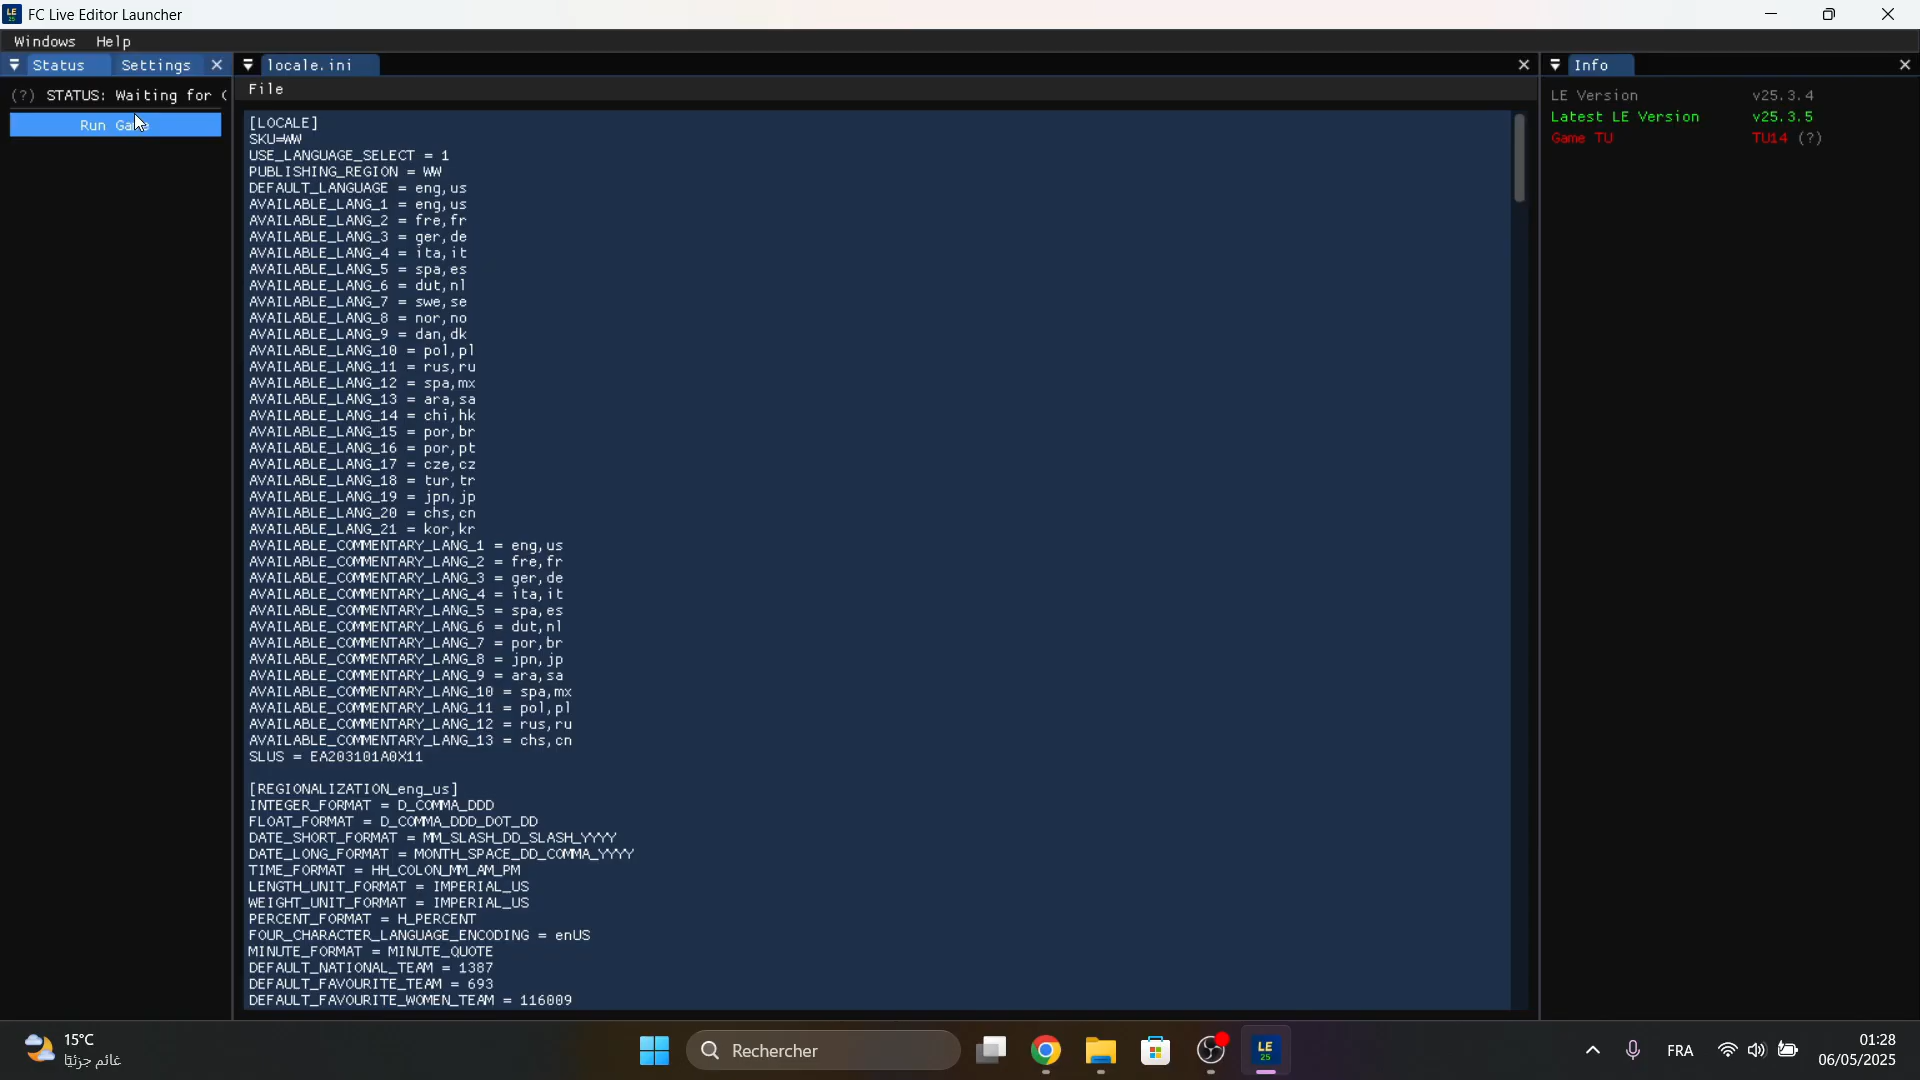 FC Live Editor Launcher
Windows Help
Status Settings
(?) STATUS: Waiting for
Run
locale.ini
File
[LOCALE]
SKU=WW
USE_LANGUAGE_SELECT = 1
PUBLISHING_REGION = WW
DEFAULT_LANGUAGE = eng,us
AVAILABLE_LANG_1 = eng,us
AVAILABLE_LANG_2 = fre,fr
AVAILABLE_LANG_3 = ger,de
AVAILABLE_LANG_4 = ita,it
AVAILABLE_LANG_5 = spa,es
AVAILABLE_LANG_6 = dut,nl
AVAILABLE_LANG_7 = swe,se
AVAILABLE_LANG_8 = nor,no
AVAILABLE_LANG_9 = dan,dk
AVAILABLE_LANG_10 = pol,pl
AVAILABLE_LANG_11 = rus,ru
AVAILABLE_LANG_12 = spa,mx
AVAILABLE_LANG_13 = ara,sa
AVAILABLE_LANG_14 = chi,hk
AVAILABLE_LANG_15 = por,br
AVAILABLE_LANG_16 = por,pt
AVAILABLE_LANG_17 = cze,cz
AVAILABLE_LANG_18 = tur,tr
AVAILABLE_LANG_19 = jpn,jp
AVAILABLE_LANG_20 = chs,cn
AVAILABLE_LANG_21 = kor,kr
AVAILABLE_COMMENTARY_LANG_1 = eng,us
AVAILABLE_COMMENTARY_LANG_2 = fre,fr
AVAILABLE_COMMENTARY_LANG_3 = ger,de
AVAILABLE_COMMENTARY_LANG_4 = ita,it
AVAILABLE_COMMENTARY_LANG_5 = spa,es
AVAILABLE_COMMENTARY_LANG_6 = dut,nl
AVAILABLE_COMMENTARY_LANG_7 = por,br
AVAILABLE_COMMENTARY_LANG_8 = jpn,jp
AVAILABLE_COMMENTARY_LANG_9 = ara,sa
AVAILABLE_COMMENTARY_LANG_10 = spa,mx
AVAILABLE_COMMENTARY_LANG_11 = pol,pl
AVAILABLE_COMMENTARY_LANG_12 = rus,ru
AVAILABLE_COMMENTARY_LANG_13 = chs,cn
SLUS = EA203101A0X11
[REGIONALIZATION_eng_us]
INTEGER_FORMAT = D_COMMA_DDD
FLOAT_FORMAT = D_COMMA_DDD_DOT_DD
DATE_SHORT_FORMAT = MM_SLASH_DD_SLASH_YYYY
DATE_LONG_FORMAT = MONTH_SPACE_DD_COMMA_YYYY
TIME_FORMAT = HH_COLON_MM_AM_PM
LENGTH_UNIT_FORMAT = IMPERIAL_US
WEIGHT_UNIT_FORMAT = IMPERIAL_US
PERCENT_FORMAT = H_PERCENT
FOUR_CHARACTER_LANGUAGE_ENCODING = enUS
MINUTE_FORMAT = MINUTE_QUOTE
DEFAULT_NATIONAL_TEAM = 1387
DEFAULT_FAVOURITE_TEAM = 693
DEFAULT_FAVOURITE_WOMEN_TEAM = 116009
Info
LE Version v25.3.4
Latest LE Version v25.3.5
Game TU TU14 (?)
15°C
غائم جزئيًا
Rechercher
LE
25
FRA
01:28
06/05/2025